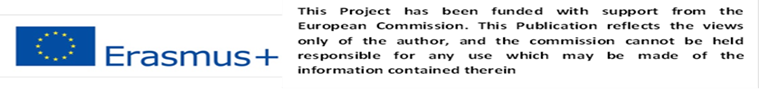 Erasmus+
This Project has been funded with support from the
European Commission. This Publication reflects the views
only of the author, and the commission cannot be held
responsible for any use which may be made of the
information contained therein